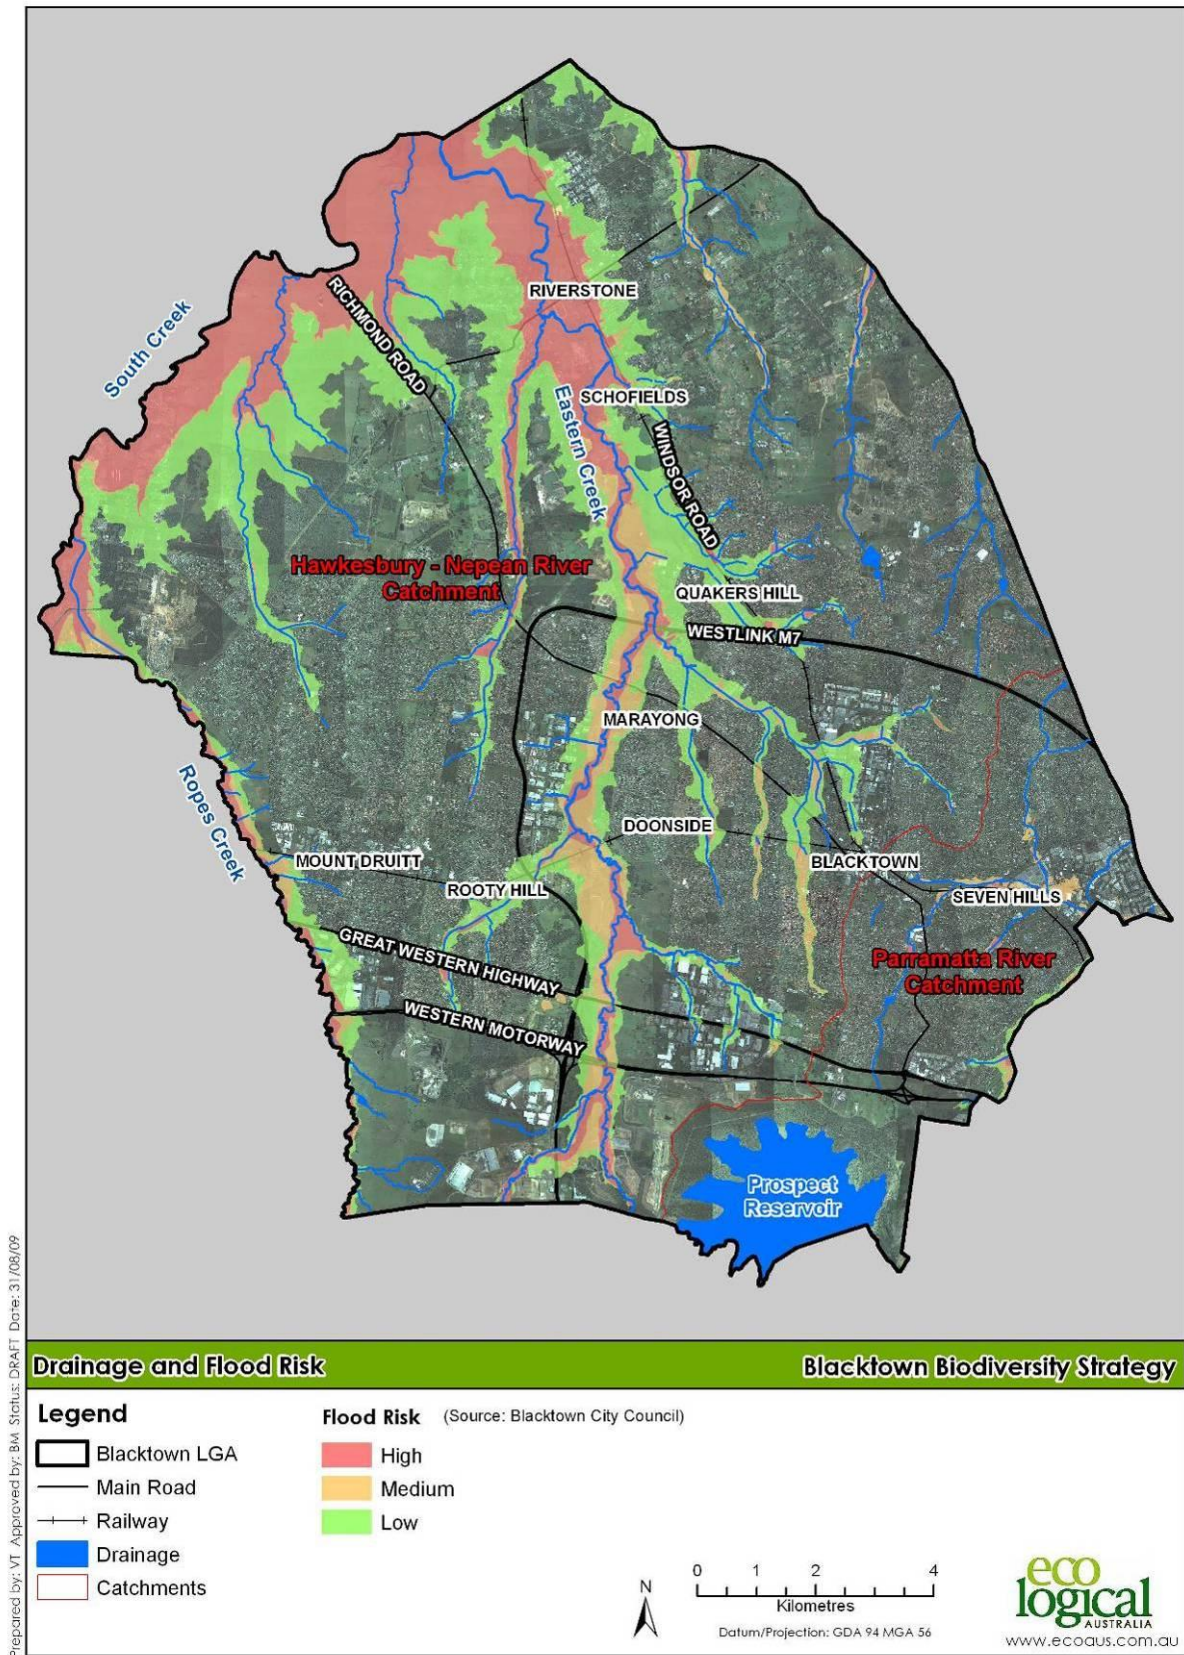 RIVERSTONE
RICHMOND ROAD
South Creek
SCHOFIELDS
Eastern Creek
WINDSOR ROAD
Hawkesbury - Nepean River
Catchment
QUAKERS HILL
WESTLINK M7
MARAYONG
Ropes Creek
DOONSIDE
MOUNT DRUITT
BLACKTOWN
ROOTY HILL
SEVEN HILLS
GREAT WESTERN HIGHWAY
Parramatta River
Catchment
WESTERN MOTORWAY
Prospect
Reservoir
Prepared by: VT Approved by: BM Status: DRAFT Date: 31/08/09
Drainage and Flood Risk
Blacktown Biodiversity Strategy
Legend
Blacktown LGA
Main Road
Railway
Drainage
Catchments
Flood Risk (Source: Blacktown City Council)
High
Medium
Low
N
0 1 2 4
Kilometres
Datum/Projection: GDA 94 MGA 56
eco
logical
AUSTRALIA
www.ecoaus.com.au